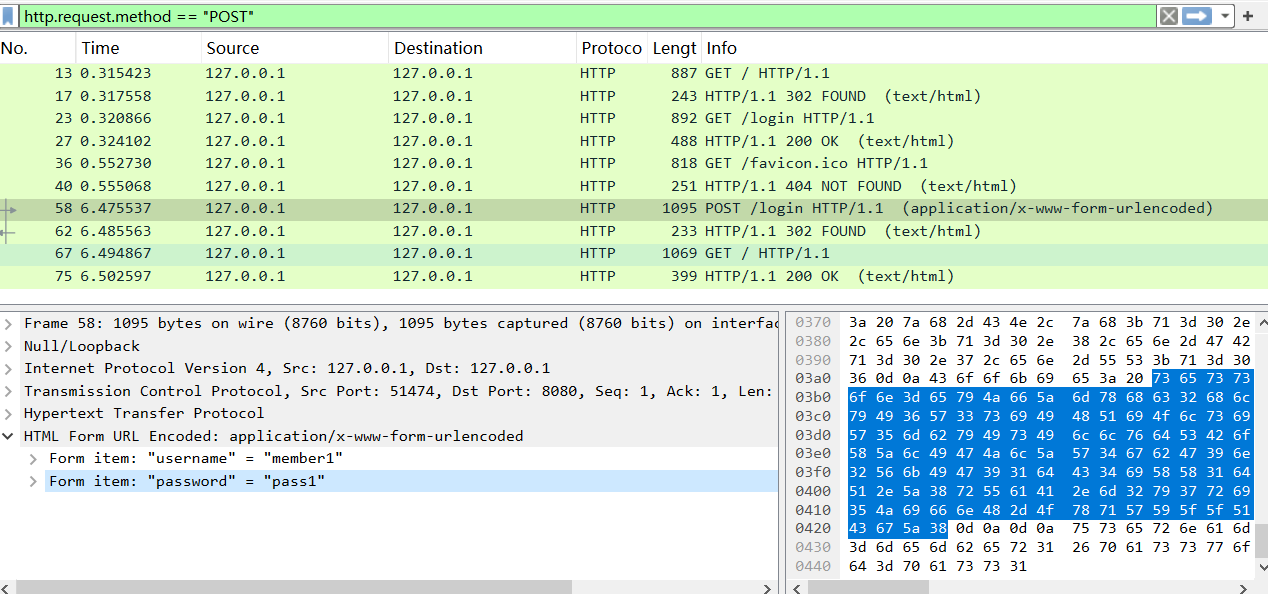 http.request.method == "POST"
No. Time Source Destination Protoco Lengt Info
13 0.315423 127.0.0.1 127.0.0.1 HTTP 887 GET / HTTP/1.1
17 0.317558 127.0.0.1 127.0.0.1 HTTP 243 HTTP/1.1 302 FOUND (text/html)
23 0.320866 127.0.0.1 127.0.0.1 HTTP 892 GET /login HTTP/1.1
27 0.324102 127.0.0.1 127.0.0.1 HTTP 488 HTTP/1.1 200 OK (text/html)
36 0.552730 127.0.0.1 127.0.0.1 HTTP 818 GET /favicon.ico HTTP/1.1
40 0.555068 127.0.0.1 127.0.0.1 HTTP 251 HTTP/1.1 404 NOT FOUND (text/html)
58 6.475537 127.0.0.1 127.0.0.1 HTTP 1095 POST /login HTTP/1.1 (application/x-www-form-urlencoded)
62 6.485563 127.0.0.1 127.0.0.1 HTTP 233 HTTP/1.1 302 FOUND (text/html)
67 6.494867 127.0.0.1 127.0.0.1 HTTP 1069 GET / HTTP/1.1
75 6.502597 127.0.0.1 127.0.0.1 HTTP 399 HTTP/1.1 200 OK (text/html)
Frame 58: 1095 bytes on wire (8760 bits), 1095 bytes captured (8760 bits) on interfac
Null/Loopback
Internet Protocol Version 4, Src: 127.0.0.1, Dst: 127.0.0.1
Transmission Control Protocol, Src Port: 51474, Dst Port: 8080, Seq: 1, Ack: 1, Len:
Hypertext Transfer Protocol
HTML Form URL Encoded: application/x-www-form-urlencoded
Form item: "username" = "member1"
Form item: "password" = "pass1"
0370 3a 20 7a 68 2d 43 4e 2c 7a 68 3b 71 3d 30 2e
0380 2c 65 6e 3b 71 3d 30 2e 38 2c 65 6e 2d 47 42
0390 71 3d 30 2e 37 2c 65 6e 2d 55 53 3b 71 3d 30
03a0 36 0d 0a 43 6f 6f 6b 69 65 3a 20 73 65 73 73
03b0 6f 6e 3d 65 79 4a 66 5a 6d 78 68 63 32 68 6c
03c0 79 49 36 57 33 73 69 49 48 51 69 4f 6c 73 69
03d0 57 35 6d 62 79 49 73 49 6c 6c 76 64 53 42 6f
03e0 58 5a 6c 49 47 4a 6c 5a 57 34 67 62 47 39 6e
03f0 32 56 6b 49 47 39 31 64 43 34 69 58 58 31 64
0400 51 2e 5a 38 72 55 61 41 2e 6d 32 79 37 72 69
0410 35 4a 69 66 6e 48 2d 4f 78 71 57 59 5f 5f 51
0420 43 67 5a 38 0d 0a 0d 0a 75 73 65 72 6e 61 6d
0430 3d 6d 65 6d 62 65 72 31 26 70 61 73 73 77 6f
0440 64 3d 70 61 73 73 31